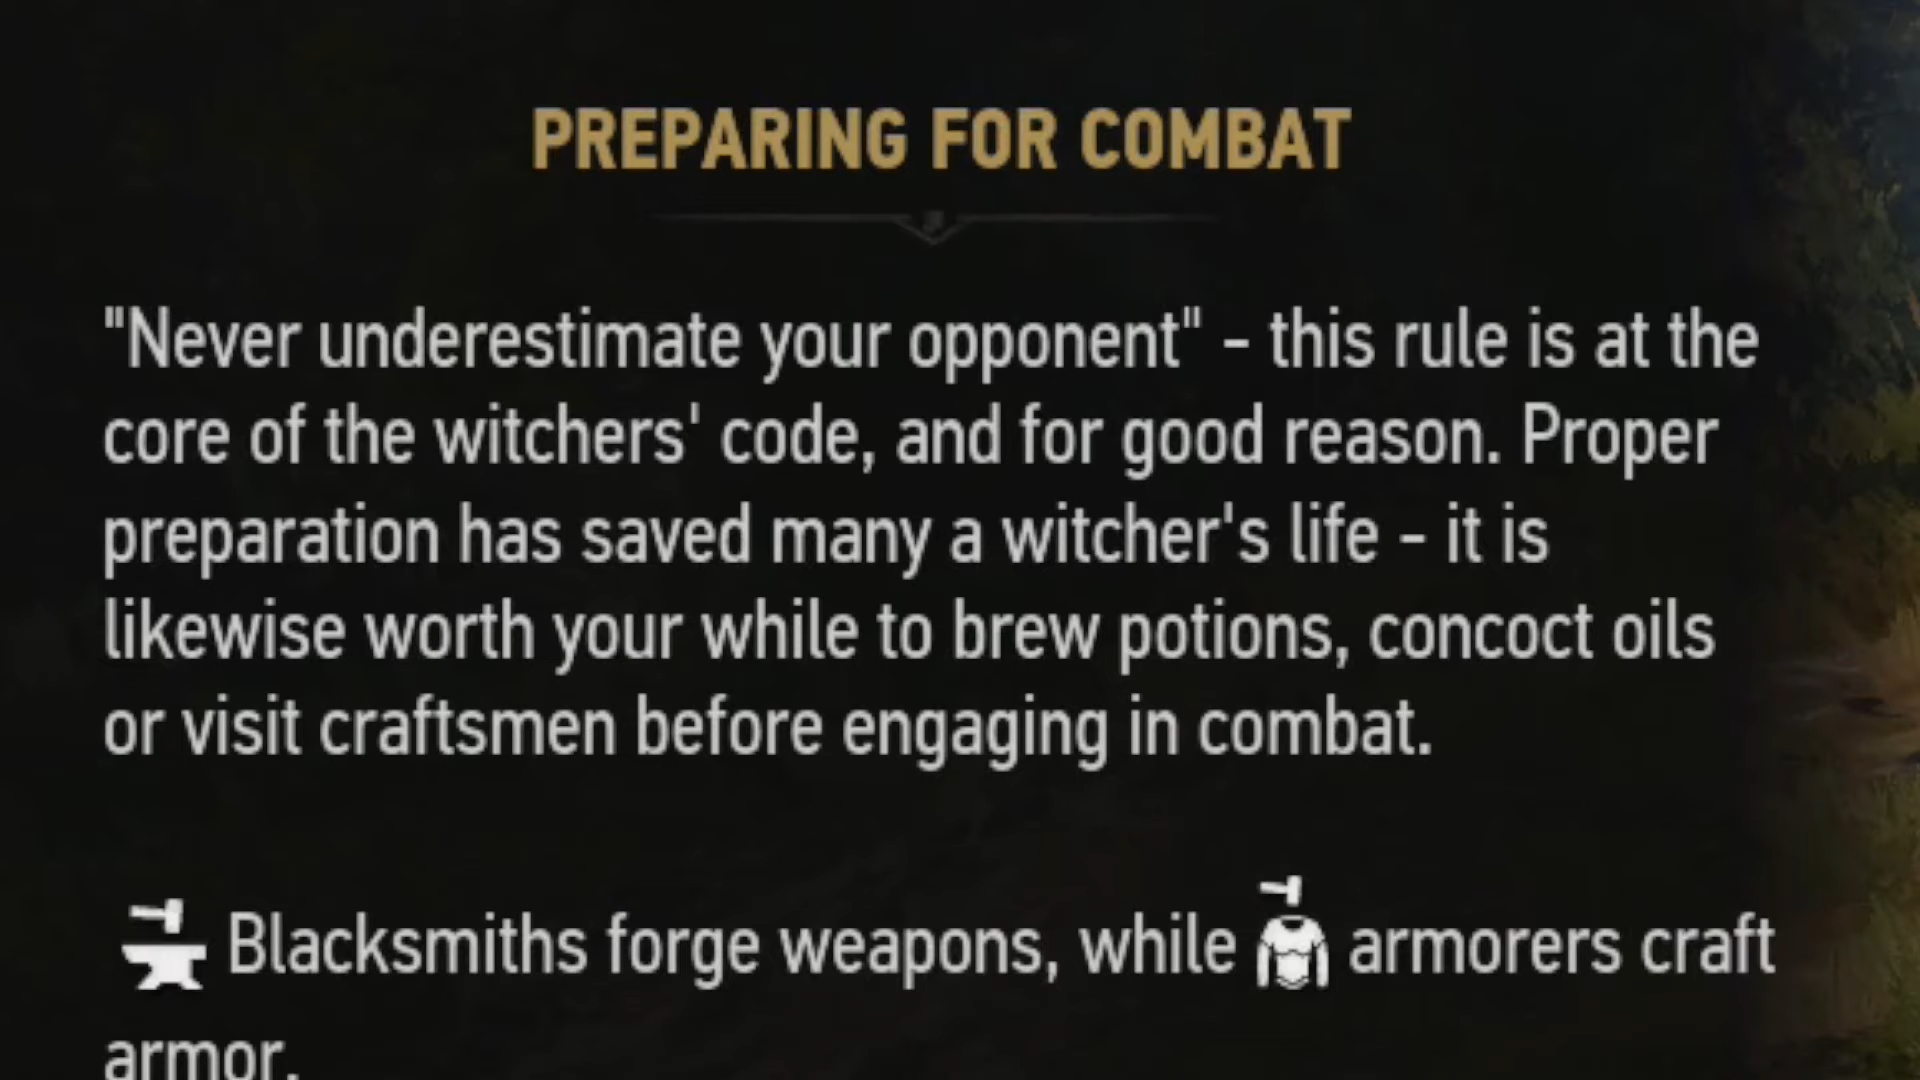 PREPARING FOR COMBAT
"Never underestimate your opponent" – this rule is at the
core of the witchers' code, and for good reason. Proper
preparation has saved many a witcher's life – it is
likewise worth your while to brew potions, concoct oils
or visit craftsmen before engaging in combat.
Blacksmiths forge weapons, while armorers craft
armor.